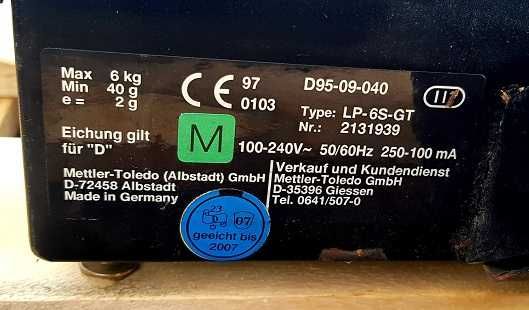 Max 6 kg
Min 40 g
e = 2 g
CE 97
0103
D95-09-040
III
Type: LP-6S-GT
Nr.: 2131939
Eichung gilt
für "D"
M
100-240V~ 50/60Hz 250-100 mA
Mettler-Toledo (Albstadt) GmbH
D-72458 Albstadt
Made in Germany
Verkauf und Kundendienst
Mettler-Toledo GmbH
D-35396 Giessen
Tel. 0641/507-0
23
D
07
geeicht bis
2007